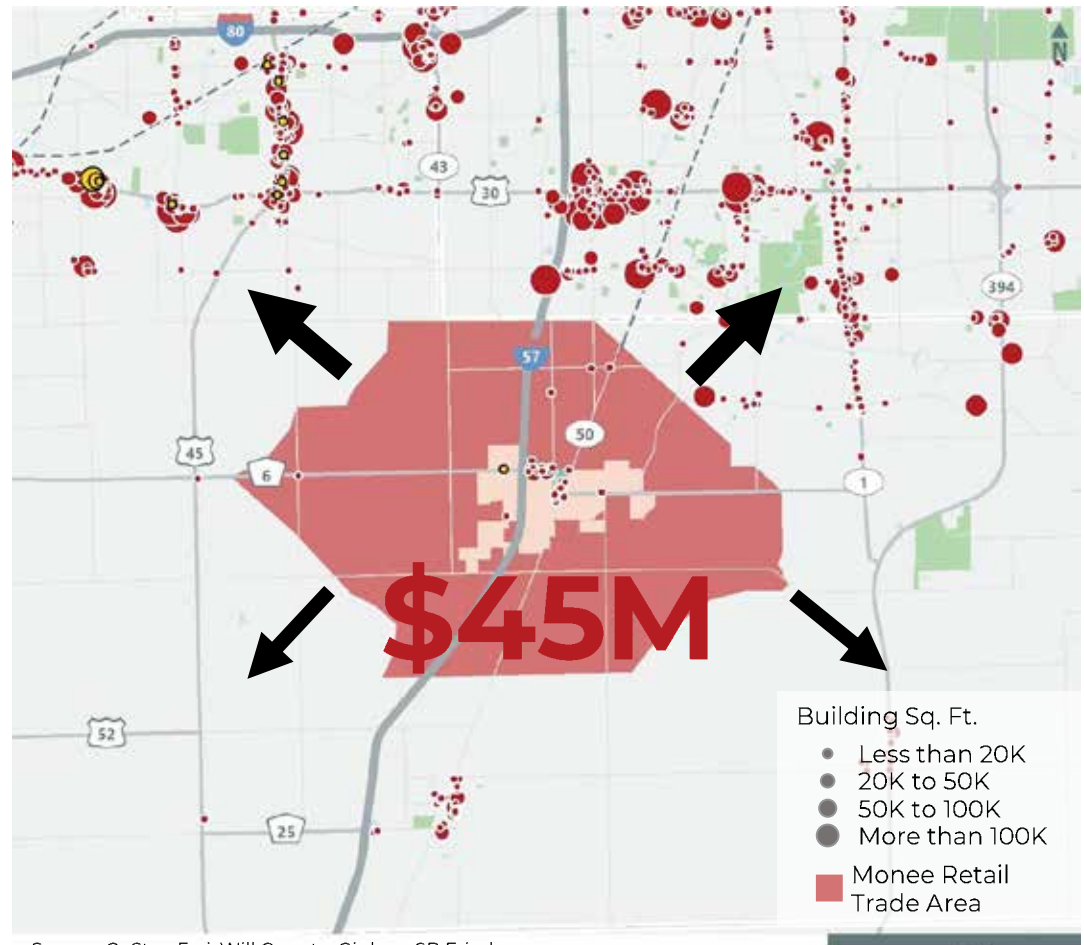 80
N
43
30
394
57
50
45
6
1
$45M
52
25
Building Sq. Ft.
Less than 20K
20K to 50K
50K to 100K
More than 100K
Monee Retail
Trade Area